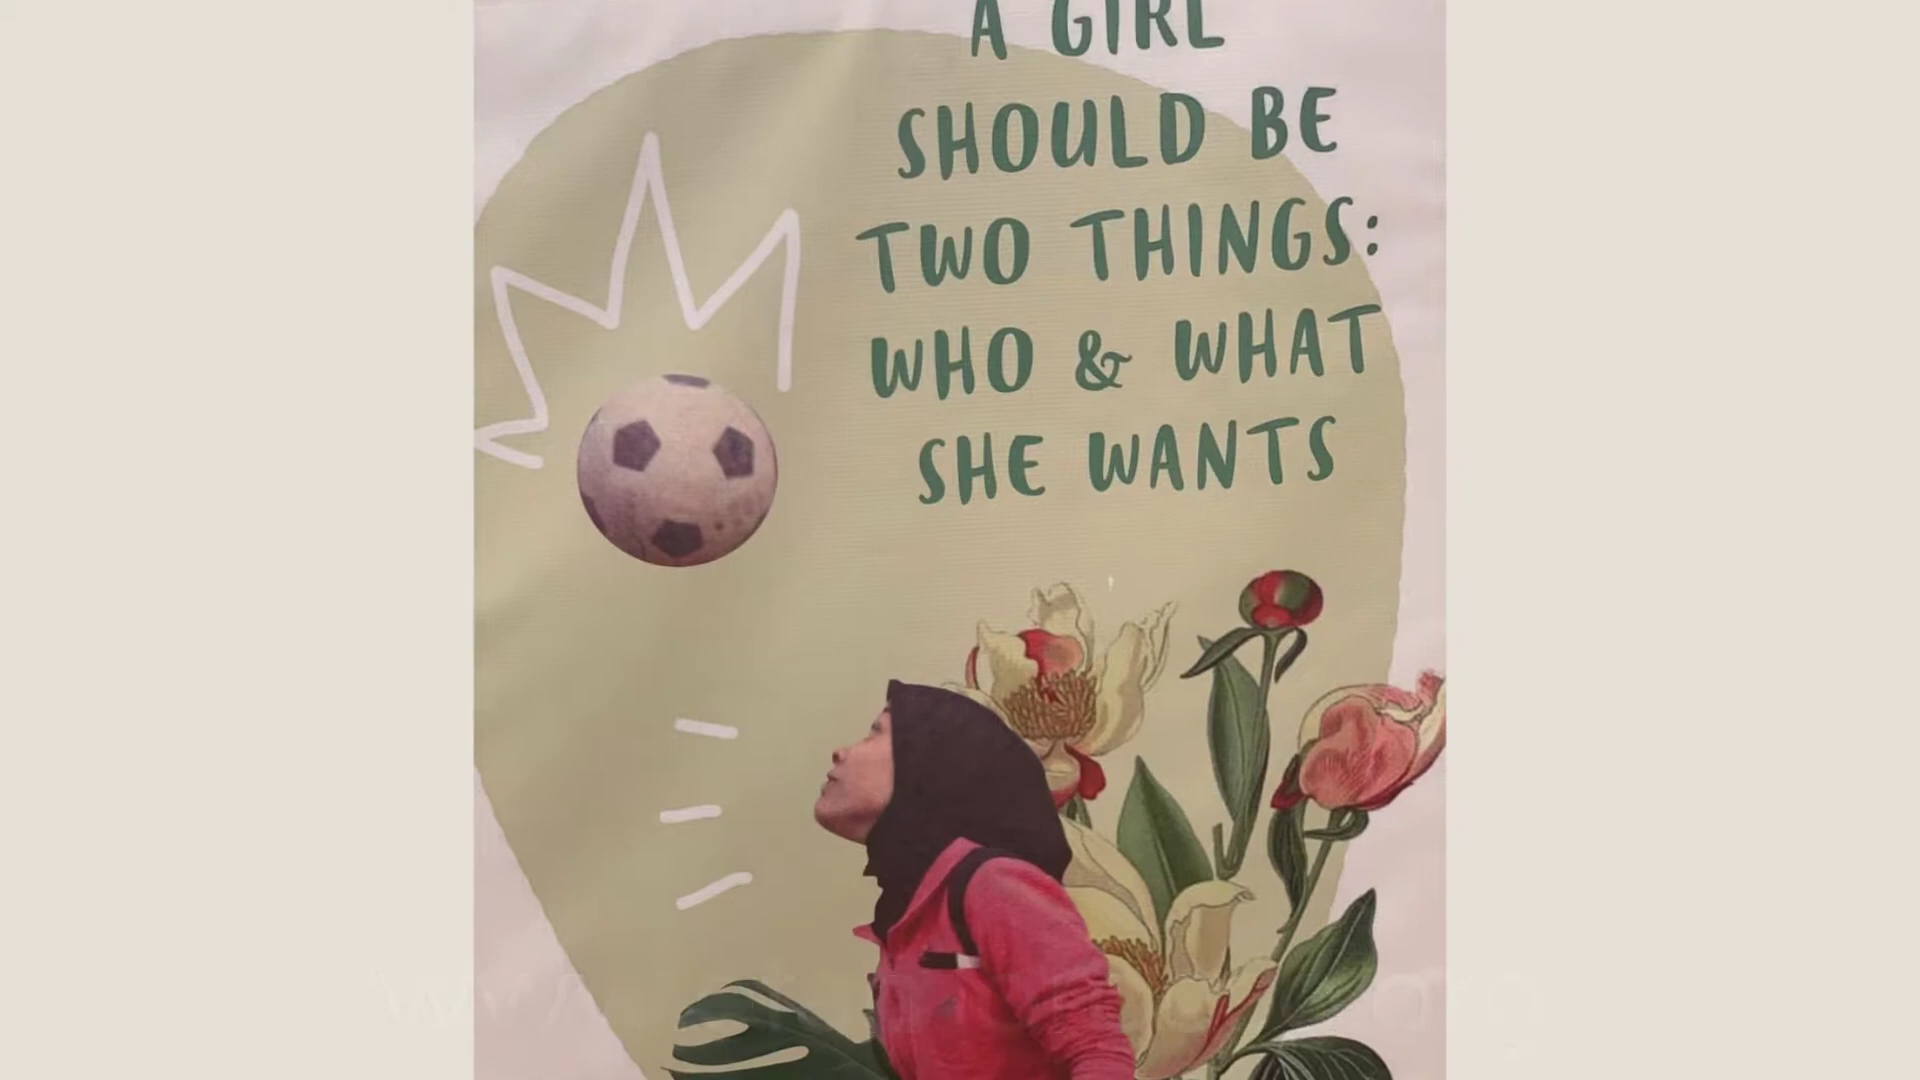 A GIRL
SHOULD BE
TWO THINGS:
WHO & WHAT
SHE WANTS